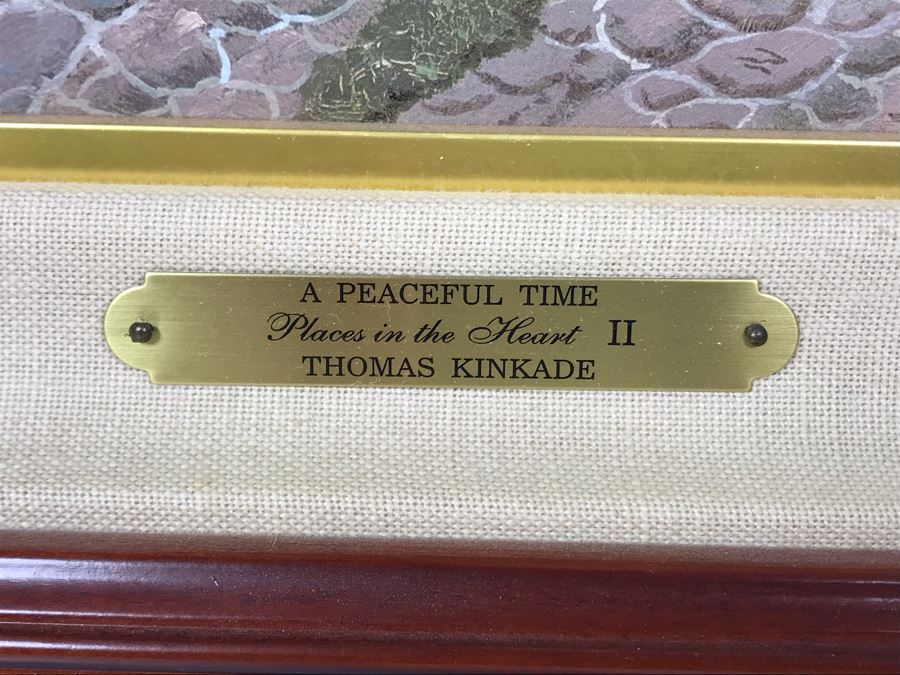 A PEACEFUL TIME
Places in the Heart II
THOMAS KINKADE